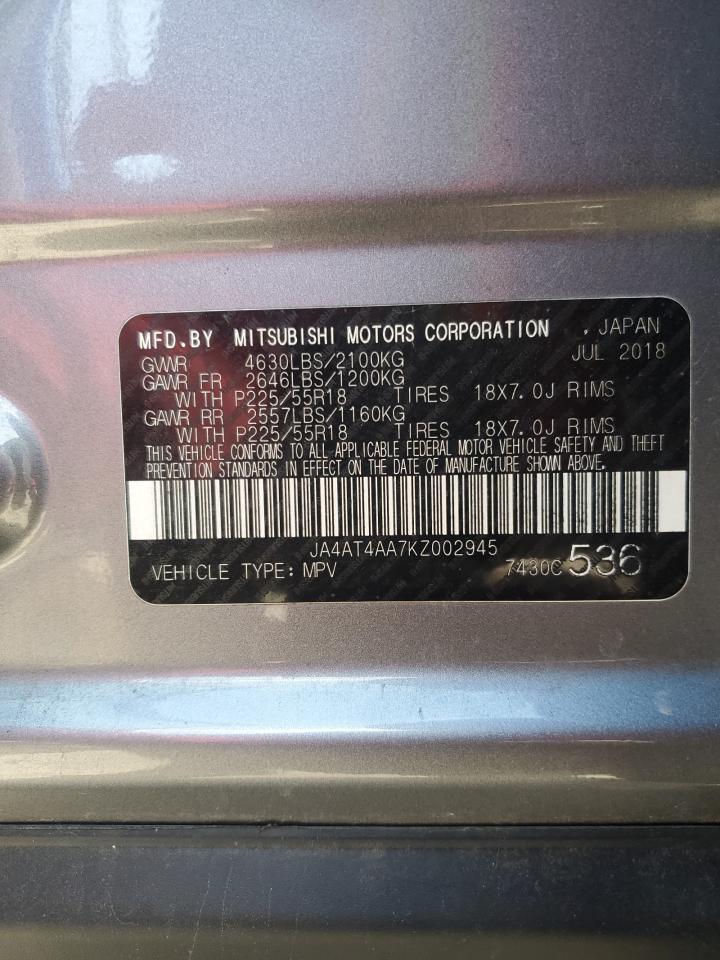 MFD.BY MITSUBISHI MOTORS CORPORATION , JAPAN
GVWR 4630LBS/2100KG JUL 2018
GAWR FR 2646LBS/1200KG
WITH P225/55R18 TIRES 18X7.0J RIMS
GAWR RR 2557LBS/1160KG
WITH P225/55R18 TIRES 18X7.0J RIMS
THIS VEHICLE CONFORMS TO ALL APPLICABLE FEDERAL MOTOR VEHICLE SAFETY AND THEFT
PREVENTION STANDARDS IN EFFECT ON THE DATE OF MANUFACTURE SHOWN ABOVE.
JA4AT4AA7KZ002945
VEHICLE TYPE: MPV 7430C 536